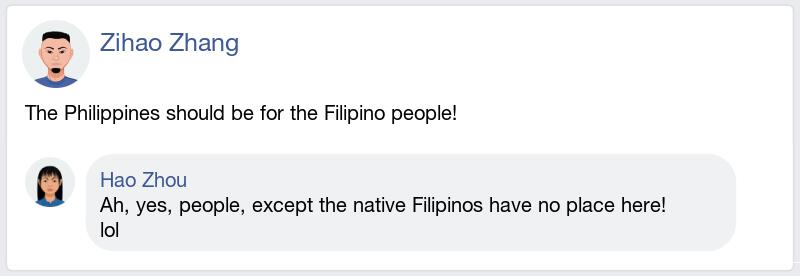 Zihao Zhang
The Philippines should be for the Filipino people!
Hao Zhou
Ah, yes, people, except the native Filipinos have no place here!
lol